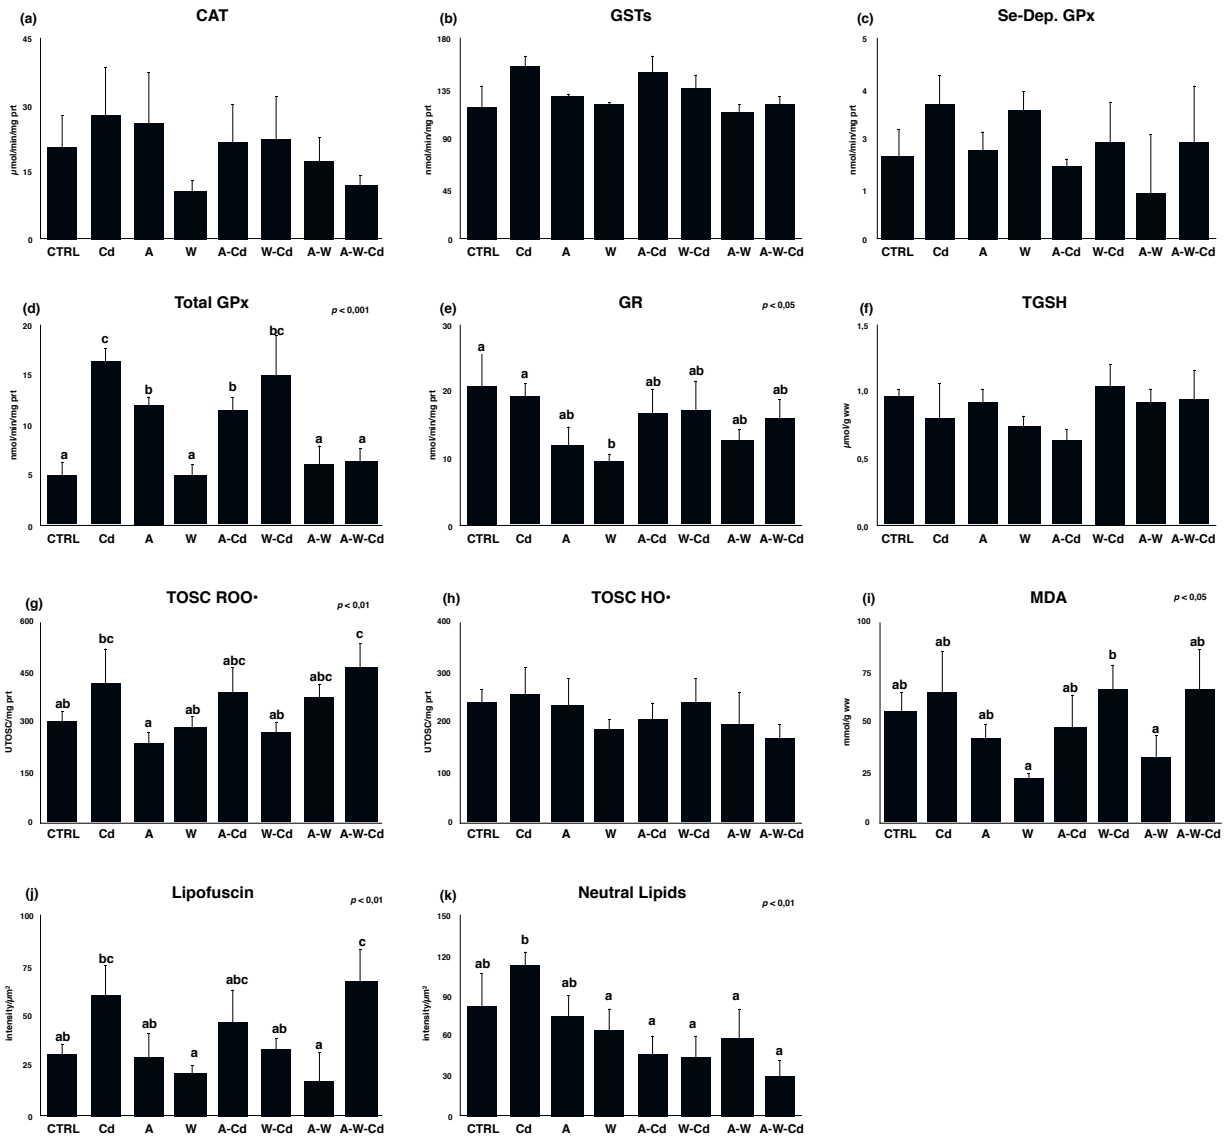 (a) CAT
45
30
15
0
µmol/min/mg prt
CTRL Cd A W A-Cd W-Cd A-W A-W-Cd
(b) GSTs
180
135
90
45
0
nmol/min/mg prt
CTRL Cd A W A-Cd W-Cd A-W A-W-Cd
(c) Se-Dep. GPx
5
4
3
1
0
nmol/min/mg prt
CTRL Cd A W A-Cd W-Cd A-W A-W-Cd
(d) Total GPx
p < 0,001
20
15
10
5
0
nmol/min/mg prt
a c b a b bc a a
CTRL Cd A W A-Cd W-Cd A-W A-W-Cd
(e) GR
p < 0,05
30
20
10
0
nmol/min/mg prt
a a ab b ab ab ab ab
CTRL Cd A W A-Cd W-Cd A-W A-W-Cd
(f) TGSH
1,5
1,0
0,5
0,0
µmol/g ww
CTRL Cd A W A-Cd W-Cd A-W A-W-Cd
(g) TOSC ROO•
p < 0,01
600
450
300
150
0
UTOSC/mg prt
ab bc a ab abc ab abc c
CTRL Cd A W A-Cd W-Cd A-W A-W-Cd
(h) TOSC HO•
400
300
200
100
0
UTOSC/mg prt
CTRL Cd A W A-Cd W-Cd A-W A-W-Cd
(i) MDA
p < 0,05
100
75
50
25
0
mmol/g ww
ab ab ab a ab b a ab
CTRL Cd A W A-Cd W-Cd A-W A-W-Cd
(j) Lipofuscin
p < 0,01
100
75
50
25
0
intensity/µm²
ab bc ab a abc ab a c
CTRL Cd A W A-Cd W-Cd A-W A-W-Cd
(k) Neutral Lipids
p < 0,01
150
120
90
60
30
0
intensity/µm²
ab b ab a a a a a
CTRL Cd A W A-Cd W-Cd A-W A-W-Cd